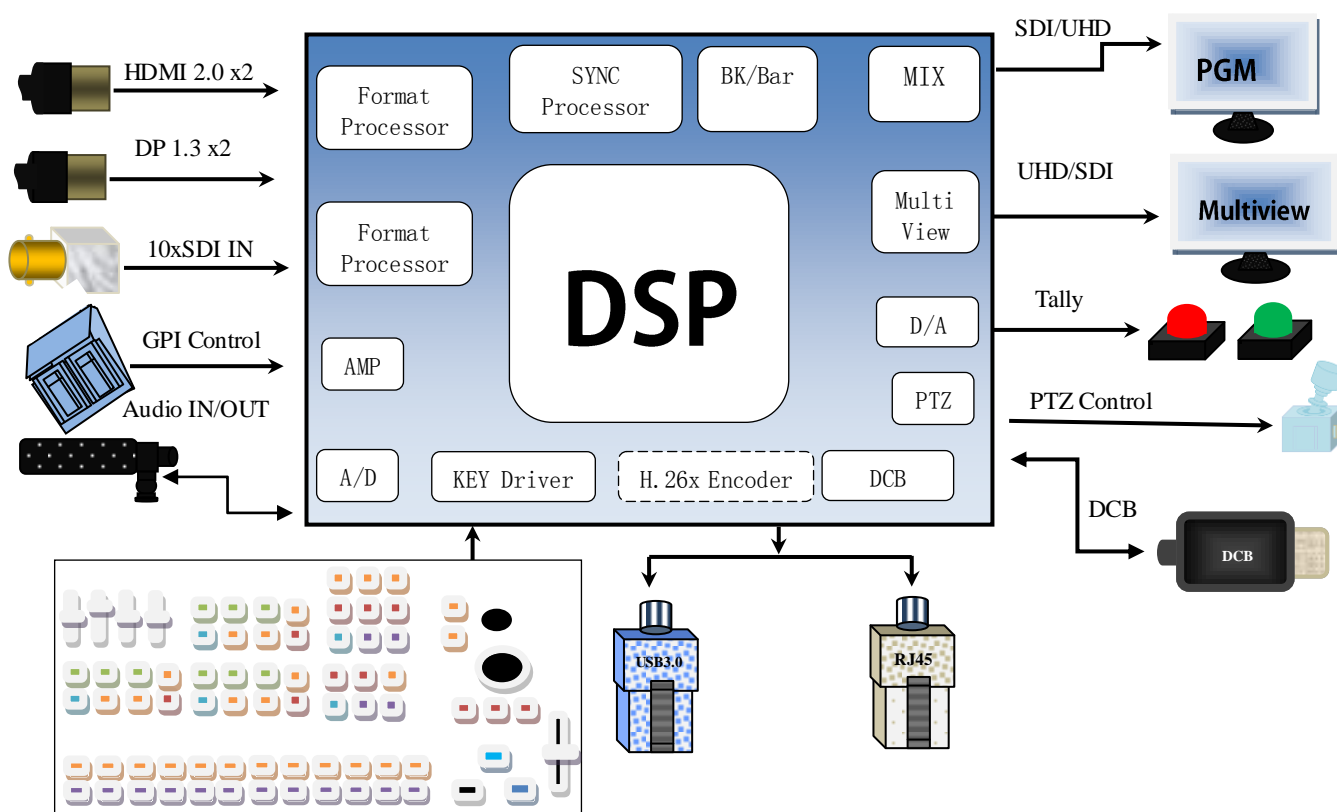 HDMI 2.0 x2
DP 1.3 x2
10xSDI IN
GPI Control
Audio IN/OUT
Format
Processor
SYNC
Processor
BK/Bar
MIX
Format
Processor
Multi
View
DSP
D/A
AMP
PTZ
A/D
KEY Driver
H.26x Encoder
DCB
SDI/UHD
PGM
UHD/SDI
Multiview
Tally
PTZ Control
DCB
DCB
USB3.0
RJ45